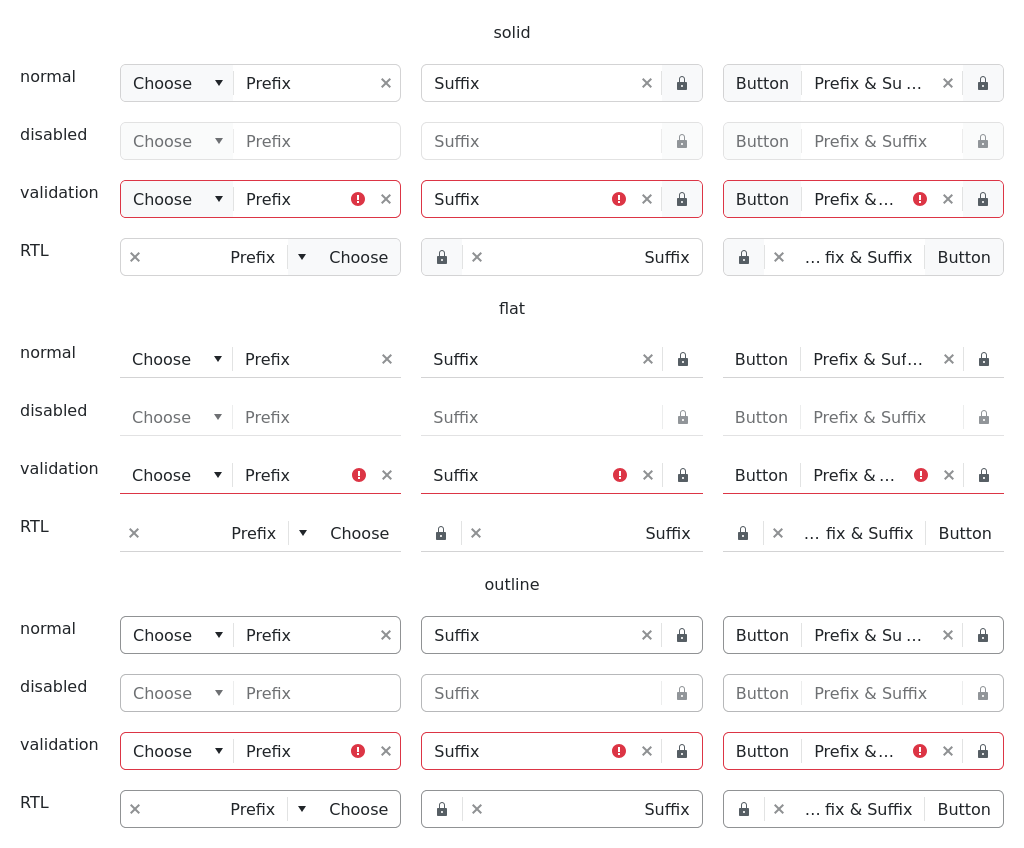 solid
normal Choose Prefix Suffix Button Prefix & Su ...
disabled Choose Prefix Suffix Button Prefix & Suffix
validation Choose Prefix Suffix Button Prefix &...
RTL Prefix Choose Suffix ... fix & Suffix Button
flat
normal Choose Prefix Suffix Button Prefix & Suf...
disabled Choose Prefix Suffix Button Prefix & Suffix
validation Choose Prefix Suffix Button Prefix & ...
RTL Prefix Choose Suffix ... fix & Suffix Button
outline
normal Choose Prefix Suffix Button Prefix & Su ...
disabled Choose Prefix Suffix Button Prefix & Suffix
validation Choose Prefix Suffix Button Prefix &...
RTL Prefix Choose Suffix ... fix & Suffix Button